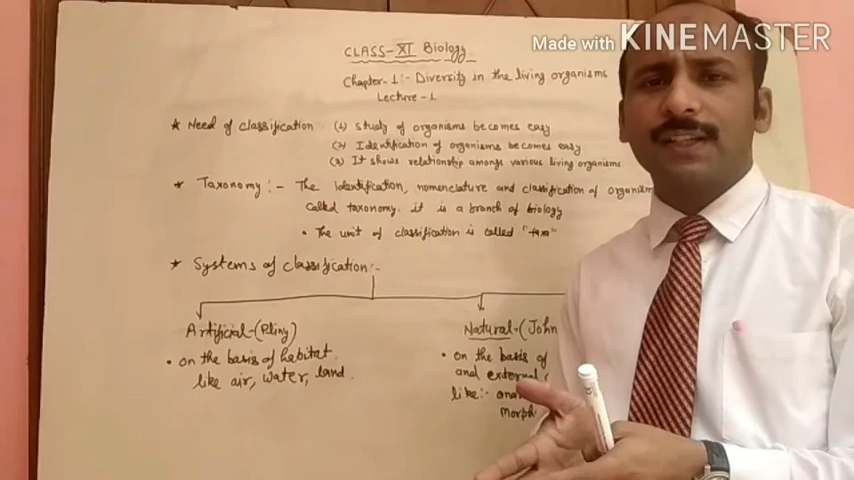 Made with KINEMASTER
CLASS-XI Biology
Chapter-1:- Diversity in the living organisms
Lecture-1
* Need of classification (1) study of organisms becomes easy
(2) Identification of organisms becomes easy
(3) It shows relationship amongs various living organisms
* Taxonomy:- The Identification, nomenclature and classification of organism
called taxonomy. it is a branch of biology
• The unit of classification is called "taxa"
* Systems of classification:-
Artificial-(Pliny) Natural-(John
• on the basis of habitat • on the basis of
like air, water, land. and external
like:-
Morph